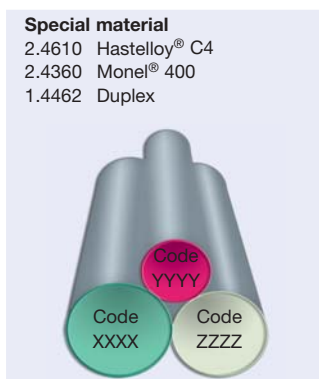 Special material
2.4610 Hastelloy® C4
2.4360 Monel® 400
1.4462 Duplex
Code
YYYY
Code
XXXX
Code
ZZZZ